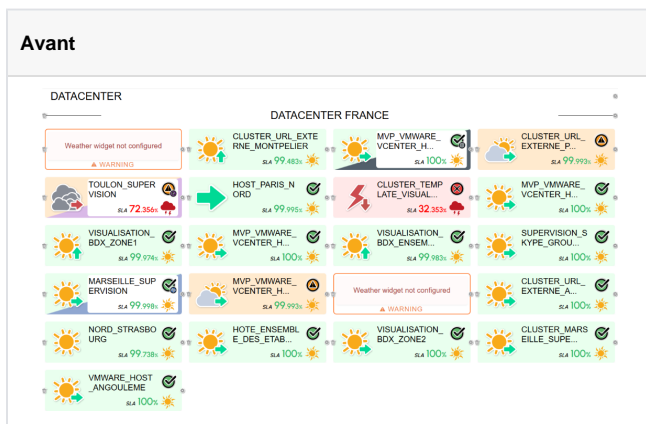 Avant
DATACENTER
DATACENTER FRANCE
Weather widget not configured
WARNING
CLUSTER_URL_EXTE
RNE_MONTPELIER
SLA 99.483%
MVP_VMWARE_
VCENTER_H...
SLA 100%
CLUSTER_URL_
EXTERNE_P...
SLA 99.993%
TOULON_SUPER
VISION
SLA 72.356%
HOST_PARIS_N
ORD
SLA 99.995%
CLUSTER_TEMP
LATE_VISUAL...
SLA 32.353%
MVP_VMWARE_
VCENTER_H...
SLA 100%
VISUALISATION_
BDX_ZONE1
SLA 99.974%
MVP_VMWARE_
VCENTER_H...
SLA 100%
VISUALISATION_
BDX_ENSEM...
SLA 99.983%
SUPERVISION_S
KYPE_GROU...
SLA 100%
MARSEILLE_SUP
ERVISION
SLA 99.998%
MVP_VMWARE_
VCENTER_H...
SLA 99.993%
Weather widget not configured
WARNING
CLUSTER_URL_
EXTERNE_A...
SLA 100%
NORD_STRASBO
URG
SLA 99.738%
HOTE_ENSEMBL
E_DES_ETAB...
SLA 100%
VISUALISATION_
BDX_ZONE2
SLA 100%
CLUSTER_MARS
EILLE_SUPE...
SLA 100%
VMWARE_HOST
_ANGOULEME
SLA 100%